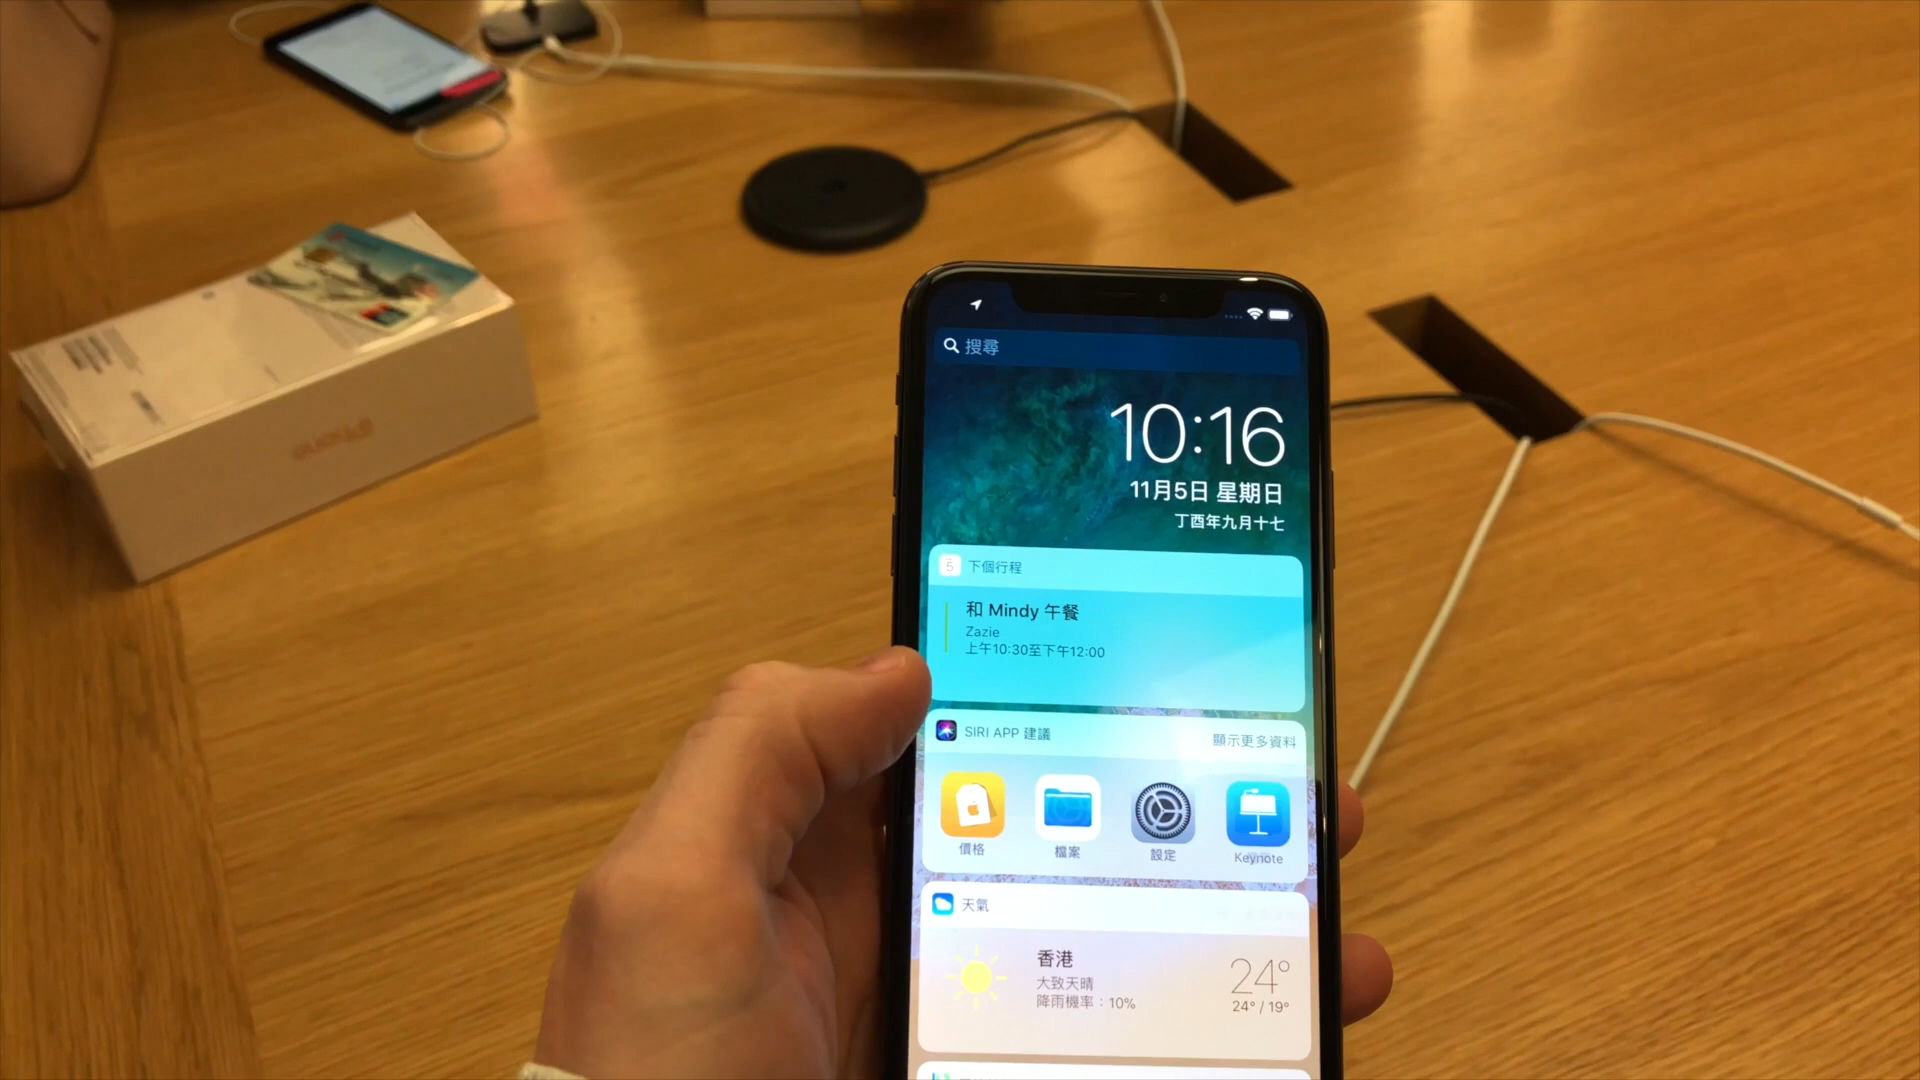 搜尋
10:16
11月5日 星期日
丁酉年九月十七
5 下個行程
和 Mindy 午餐
Zazie
上午10:30至下午12:00
SIRI APP 建議
顯示更多資料
價格
檔案
設定
Keynote
天氣
香港
大致天晴
降雨機率：10%
24°
24° / 19°
iPhone